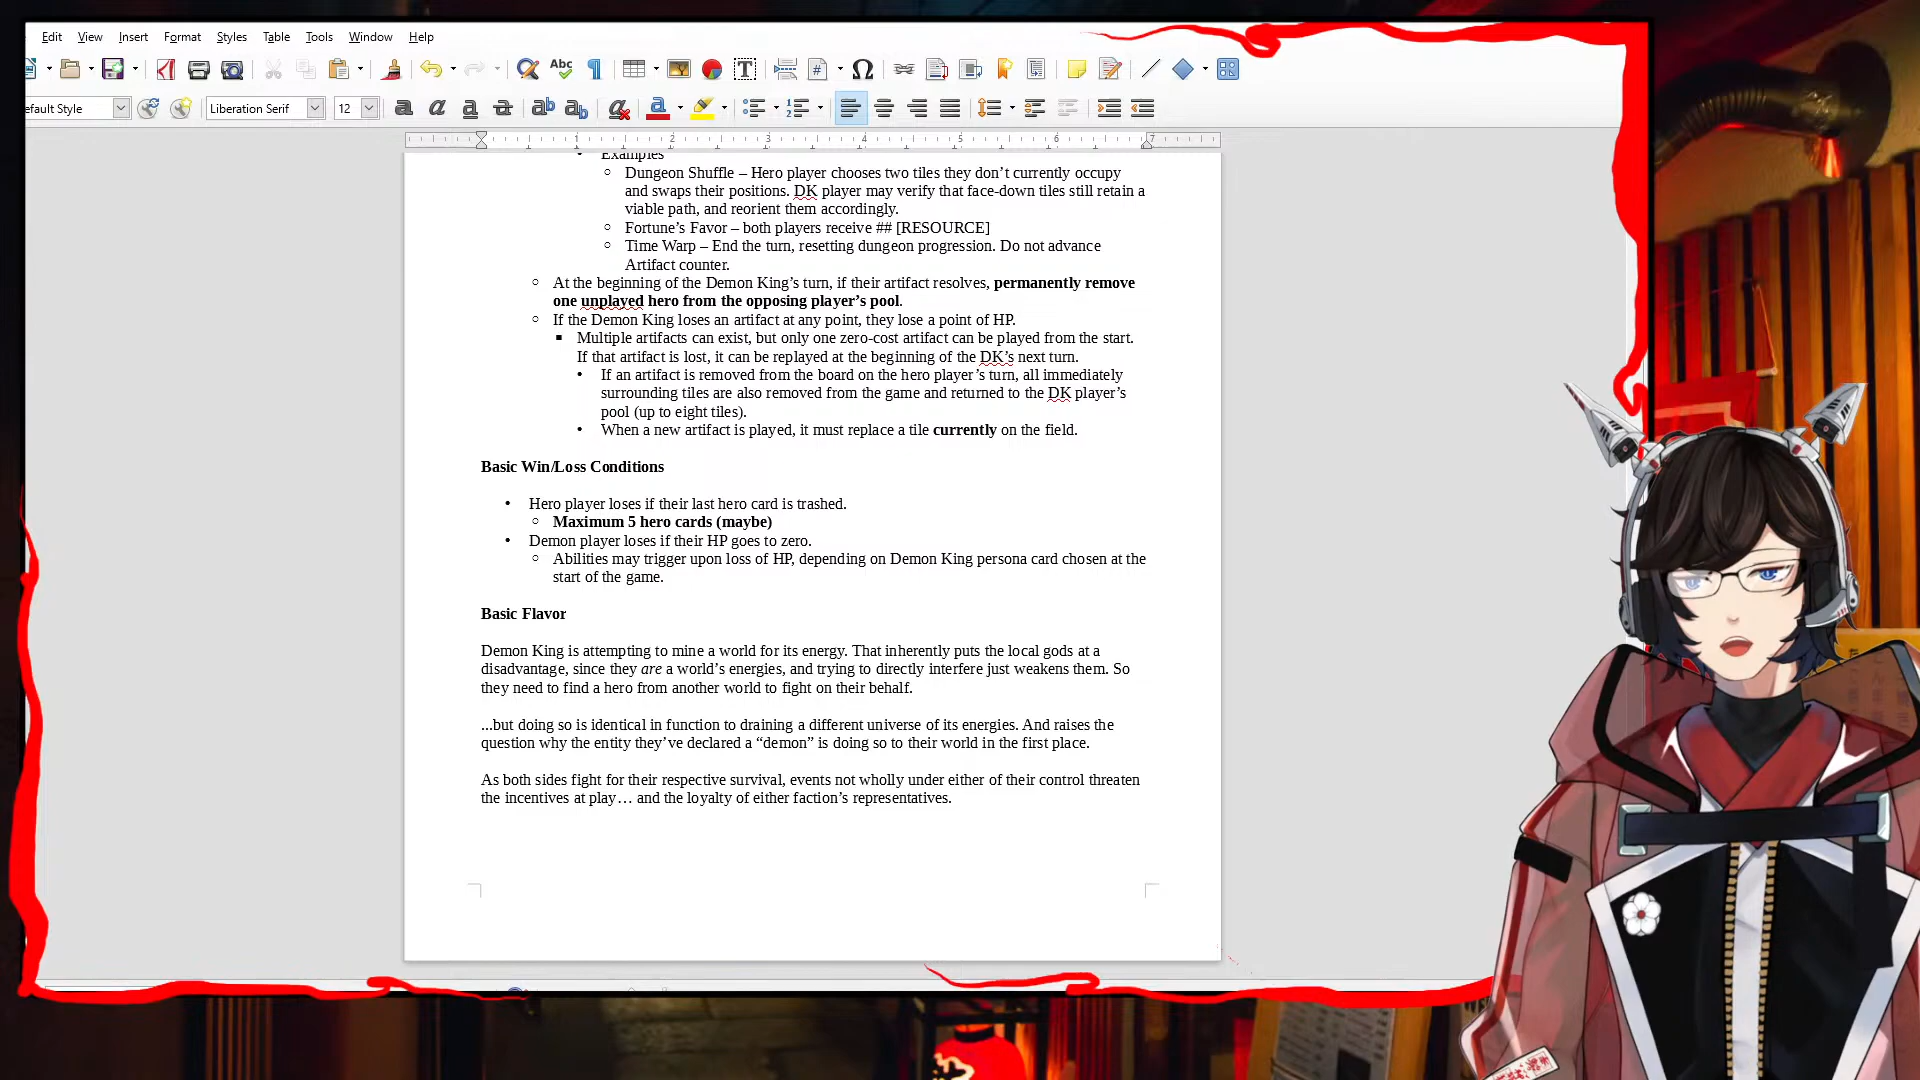 Edit View Insert Format Styles Table Tools Window Help
efault Style Liberation Serif 12
1 2 3 4 5 6 7
Examples
Dungeon Shuffle – Hero player chooses two tiles they don’t currently occupy
and swaps their positions. DK player may verify that face-down tiles still retain a
viable path, and reorient them accordingly.
Fortune’s Favor – both players receive ## [RESOURCE]
Time Warp – End the turn, resetting dungeon progression. Do not advance
Artifact counter.
At the beginning of the Demon King’s turn, if their artifact resolves, permanently remove
one unplayed hero from the opposing player’s pool.
If the Demon King loses an artifact at any point, they lose a point of HP.
Multiple artifacts can exist, but only one zero-cost artifact can be played from the start.
If that artifact is lost, it can be replayed at the beginning of the DK’s next turn.
If an artifact is removed from the board on the hero player’s turn, all immediately
surrounding tiles are also removed from the game and returned to the DK player’s
pool (up to eight tiles).
When a new artifact is played, it must replace a tile currently on the field.
Basic Win/Loss Conditions
Hero player loses if their last hero card is trashed.
Maximum 5 hero cards (maybe)
Demon player loses if their HP goes to zero.
Abilities may trigger upon loss of HP, depending on Demon King persona card chosen at the
start of the game.
Basic Flavor
Demon King is attempting to mine a world for its energy. That inherently puts the local gods at a
disadvantage, since they are a world’s energies, and trying to directly interfere just weakens them. So
they need to find a hero from another world to fight on their behalf.
...but doing so is identical in function to draining a different universe of its energies. And raises the
question why the entity they’ve declared a “demon” is doing so to their world in the first place.
As both sides fight for their respective survival, events not wholly under either of their control threaten
the incentives at play… and the loyalty of either faction’s representatives.